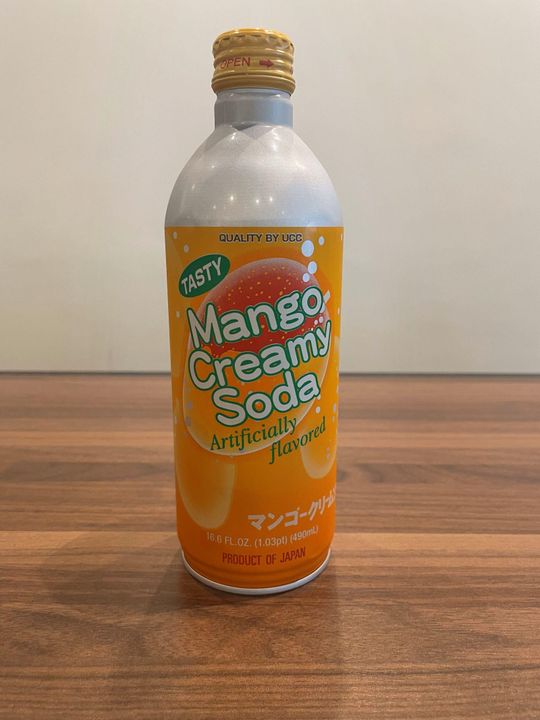 OPEN →
QUALITY BY UCC
TASTY
Mango
Creamy
Soda
Artificially
flavored
マンゴークリーム
16.6 FL.OZ. (1.03pt) (490mL)
PRODUCT OF JAPAN